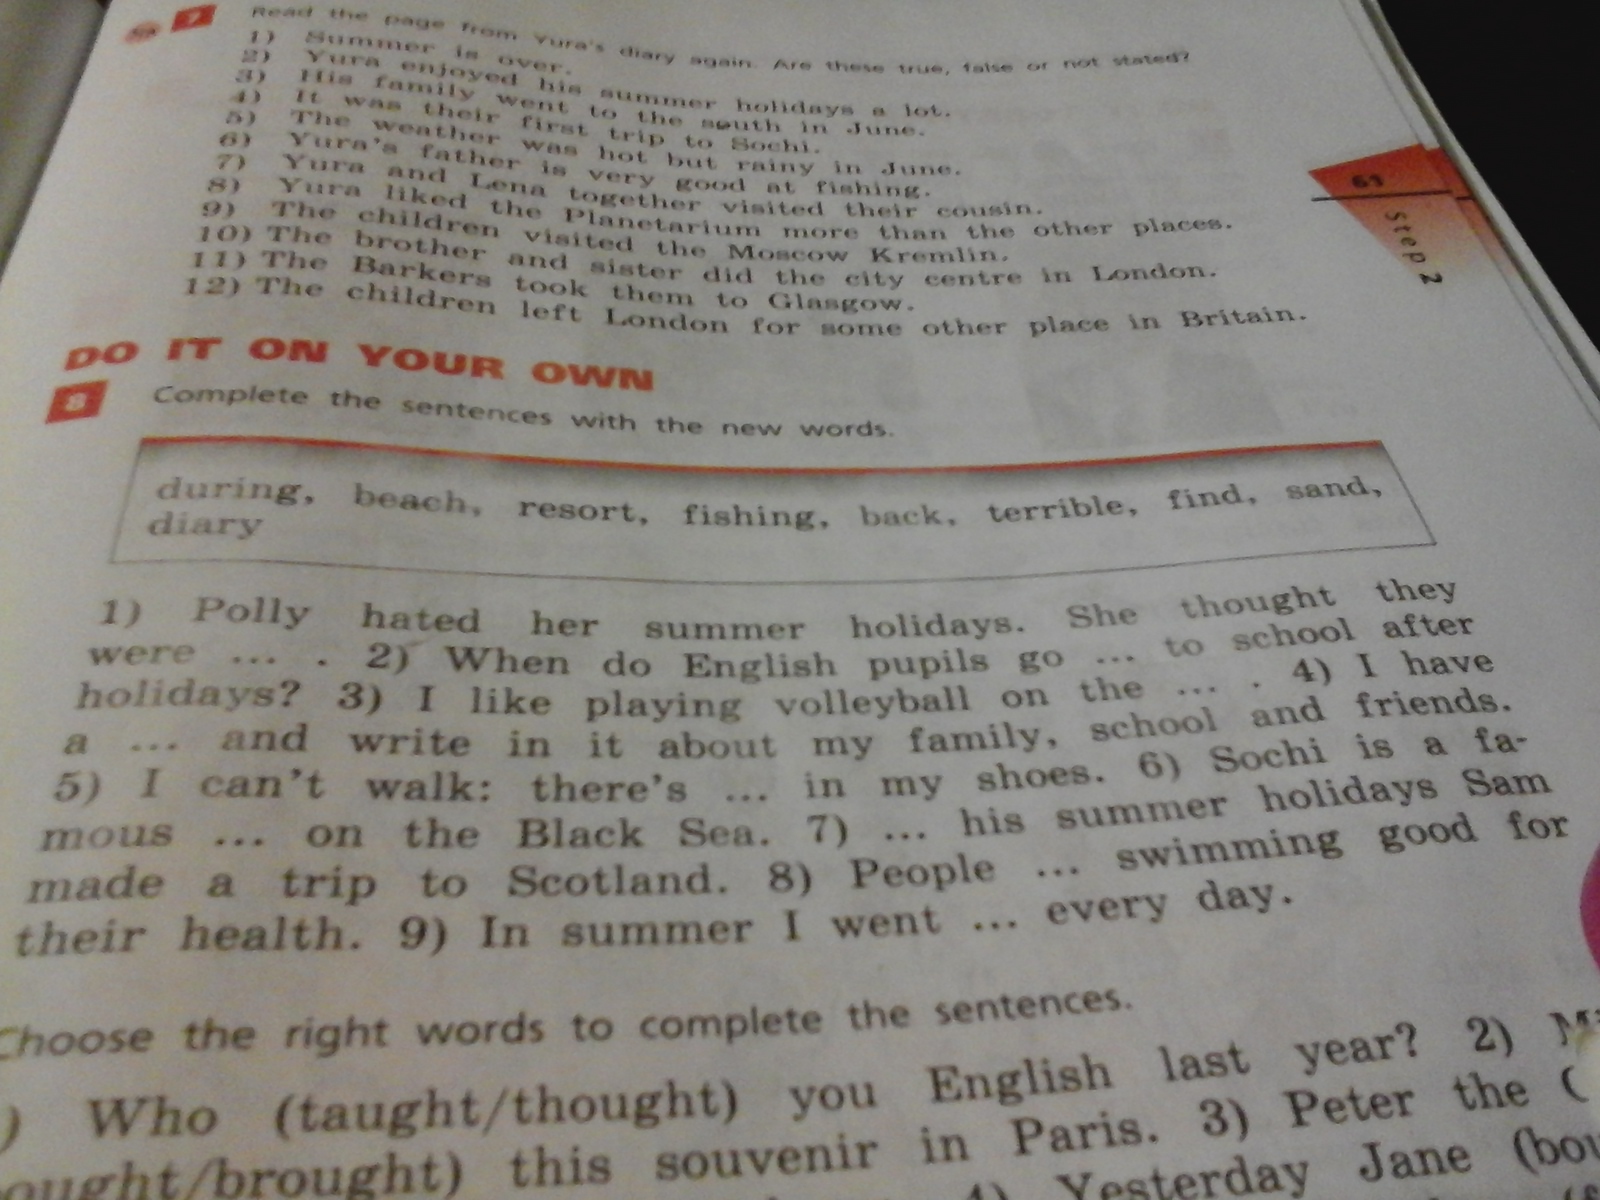 7 Read the page from Yura's diary again. Are these true, false or not stated?
1) Summer is over.
2) Yura enjoyed his summer holidays a lot.
3) His family went to the south in June.
4) It was their first trip to Sochi.
5) The weather was hot but rainy in June.
6) Yura's father is very good at fishing.
7) Yura and Lena together visited their cousin.
8) Yura liked the Planetarium more than the other places.
9) The children visited the Moscow Kremlin.
10) The brother and sister did the city centre in London.
11) The Barkers took them to Glasgow.
12) The children left London for some other place in Britain.
63
Step 2
DO IT ON YOUR OWN
8 Complete the sentences with the new words.
during, beach, resort, fishing, back, terrible, find, sand,
diary
1) Polly hated her summer holidays. She thought they
were ... . 2) When do English pupils go ... to school after
holidays? 3) I like playing volleyball on the ... . 4) I have
a ... and write in it about my family, school and friends.
5) I can't walk: there's ... in my shoes. 6) Sochi is a fa-
mous ... on the Black Sea. 7) ... his summer holidays Sam
made a trip to Scotland. 8) People ... swimming good for
their health. 9) In summer I went ... every day.
Choose the right words to complete the sentences.
) Who (taught/thought) you English last year? 2)
ought/brought) this souvenir in Paris. 3) Peter the (
4) Yesterday Jane (bou